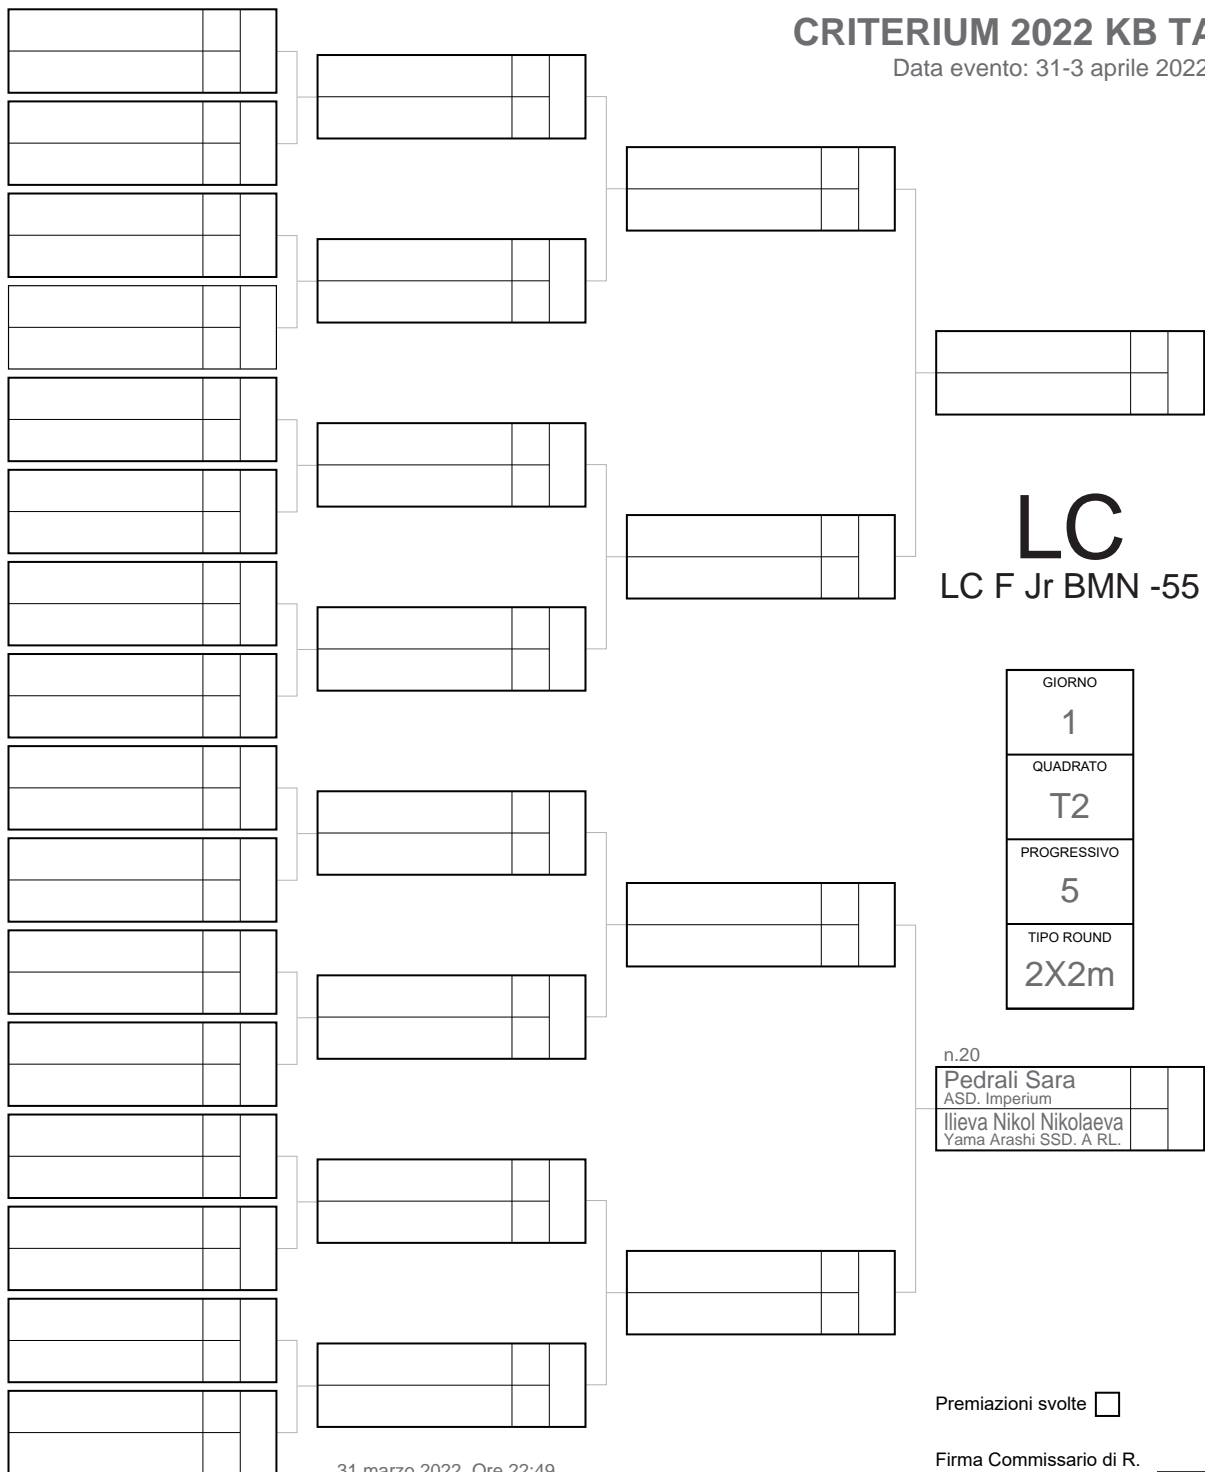 CRITERIUM 2022 KB TA
Data evento: 31-3 aprile 2022
LC
LC F Jr BMN -55
GIORNO
1
QUADRATO
T2
PROGRESSIVO
5
TIPO ROUND
2X2m
n.20
Pedrali Sara
ASD. Imperium
Ilieva Nikol Nikolaeva
Yama Arashi SSD. A RL.
Premiazioni svolte
Firma Commissario di R.
31 marzo 2022 Ore 22:49